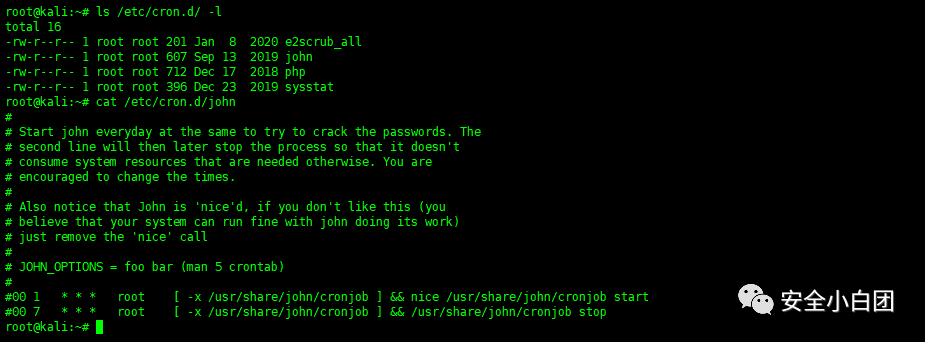 root@kali:~# ls /etc/cron.d/ -l
total 16
-rw-r--r-- 1 root root 201 Jan  8  2020 e2scrub_all
-rw-r--r-- 1 root root 607 Sep 13  2019 john
-rw-r--r-- 1 root root 712 Dec 17  2018 php
-rw-r--r-- 1 root root 396 Dec 23  2019 sysstat
root@kali:~# cat /etc/cron.d/john
#
# Start john everyday at the same to try to crack the passwords. The
# second line will then later stop the process so that it doesn't
# consume system resources that are needed otherwise. You are
# encouraged to change the times.
#
# Also notice that John is 'nice'd, if you don't like this (you
# believe that your system can run fine with john doing its work)
# just remove the 'nice' call
#
# JOHN_OPTIONS = foo bar (man 5 crontab)
#
#00 1   * * *   root    [ -x /usr/share/john/cronjob ] && nice /usr/share/john/cronjob start
#00 7   * * *   root    [ -x /usr/share/john/cronjob ] && /usr/share/john/cronjob stop
root@kali:~#
安全小白团